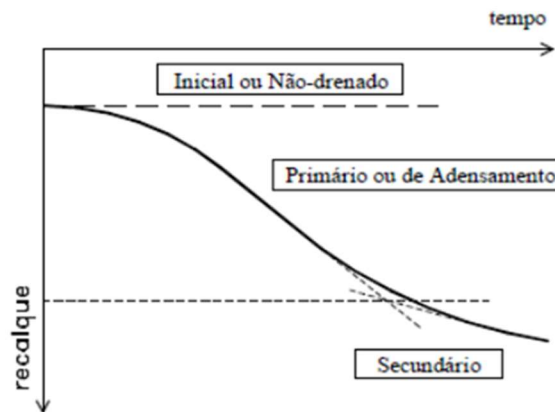 tempo
Inicial ou Não-drenado
Primário ou de Adensamento
recalque
Secundário